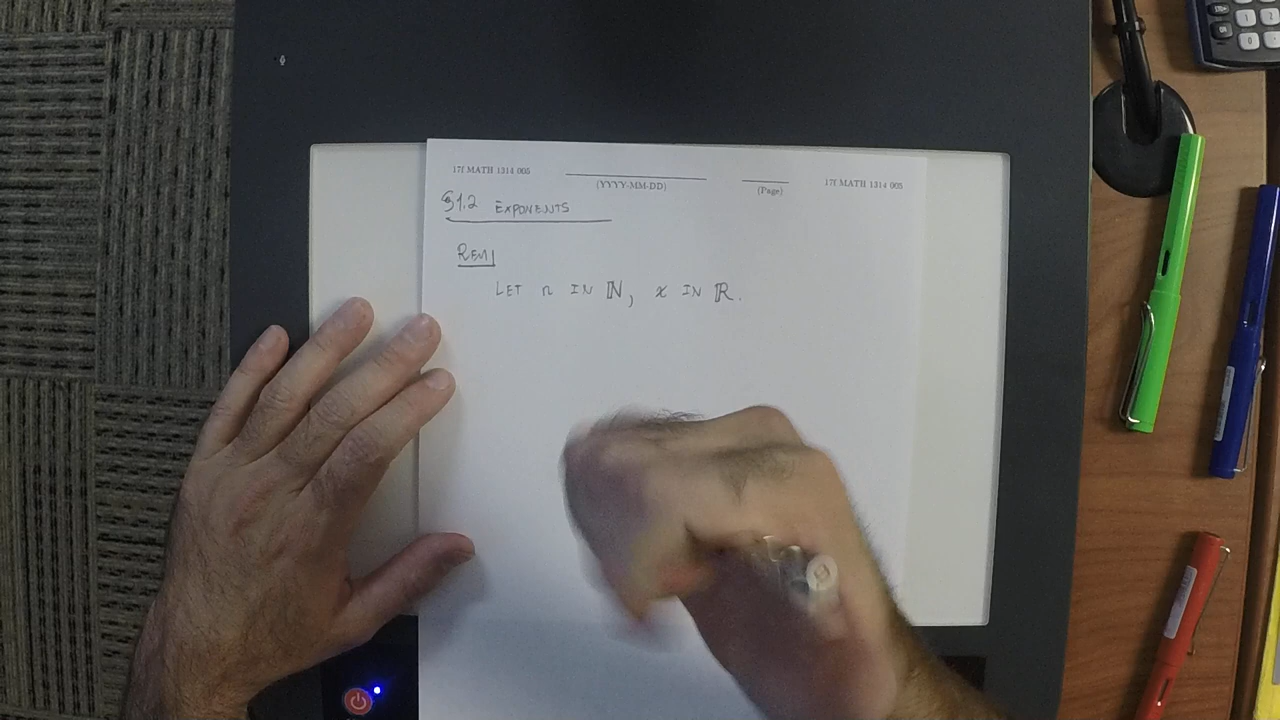 17f MATH 1314 005 (YYYY-MM-DD) (Page) 17f MATH 1314 005
§1.2 EXPONENTS
REM
LET n IN ℕ, x IN ℝ.